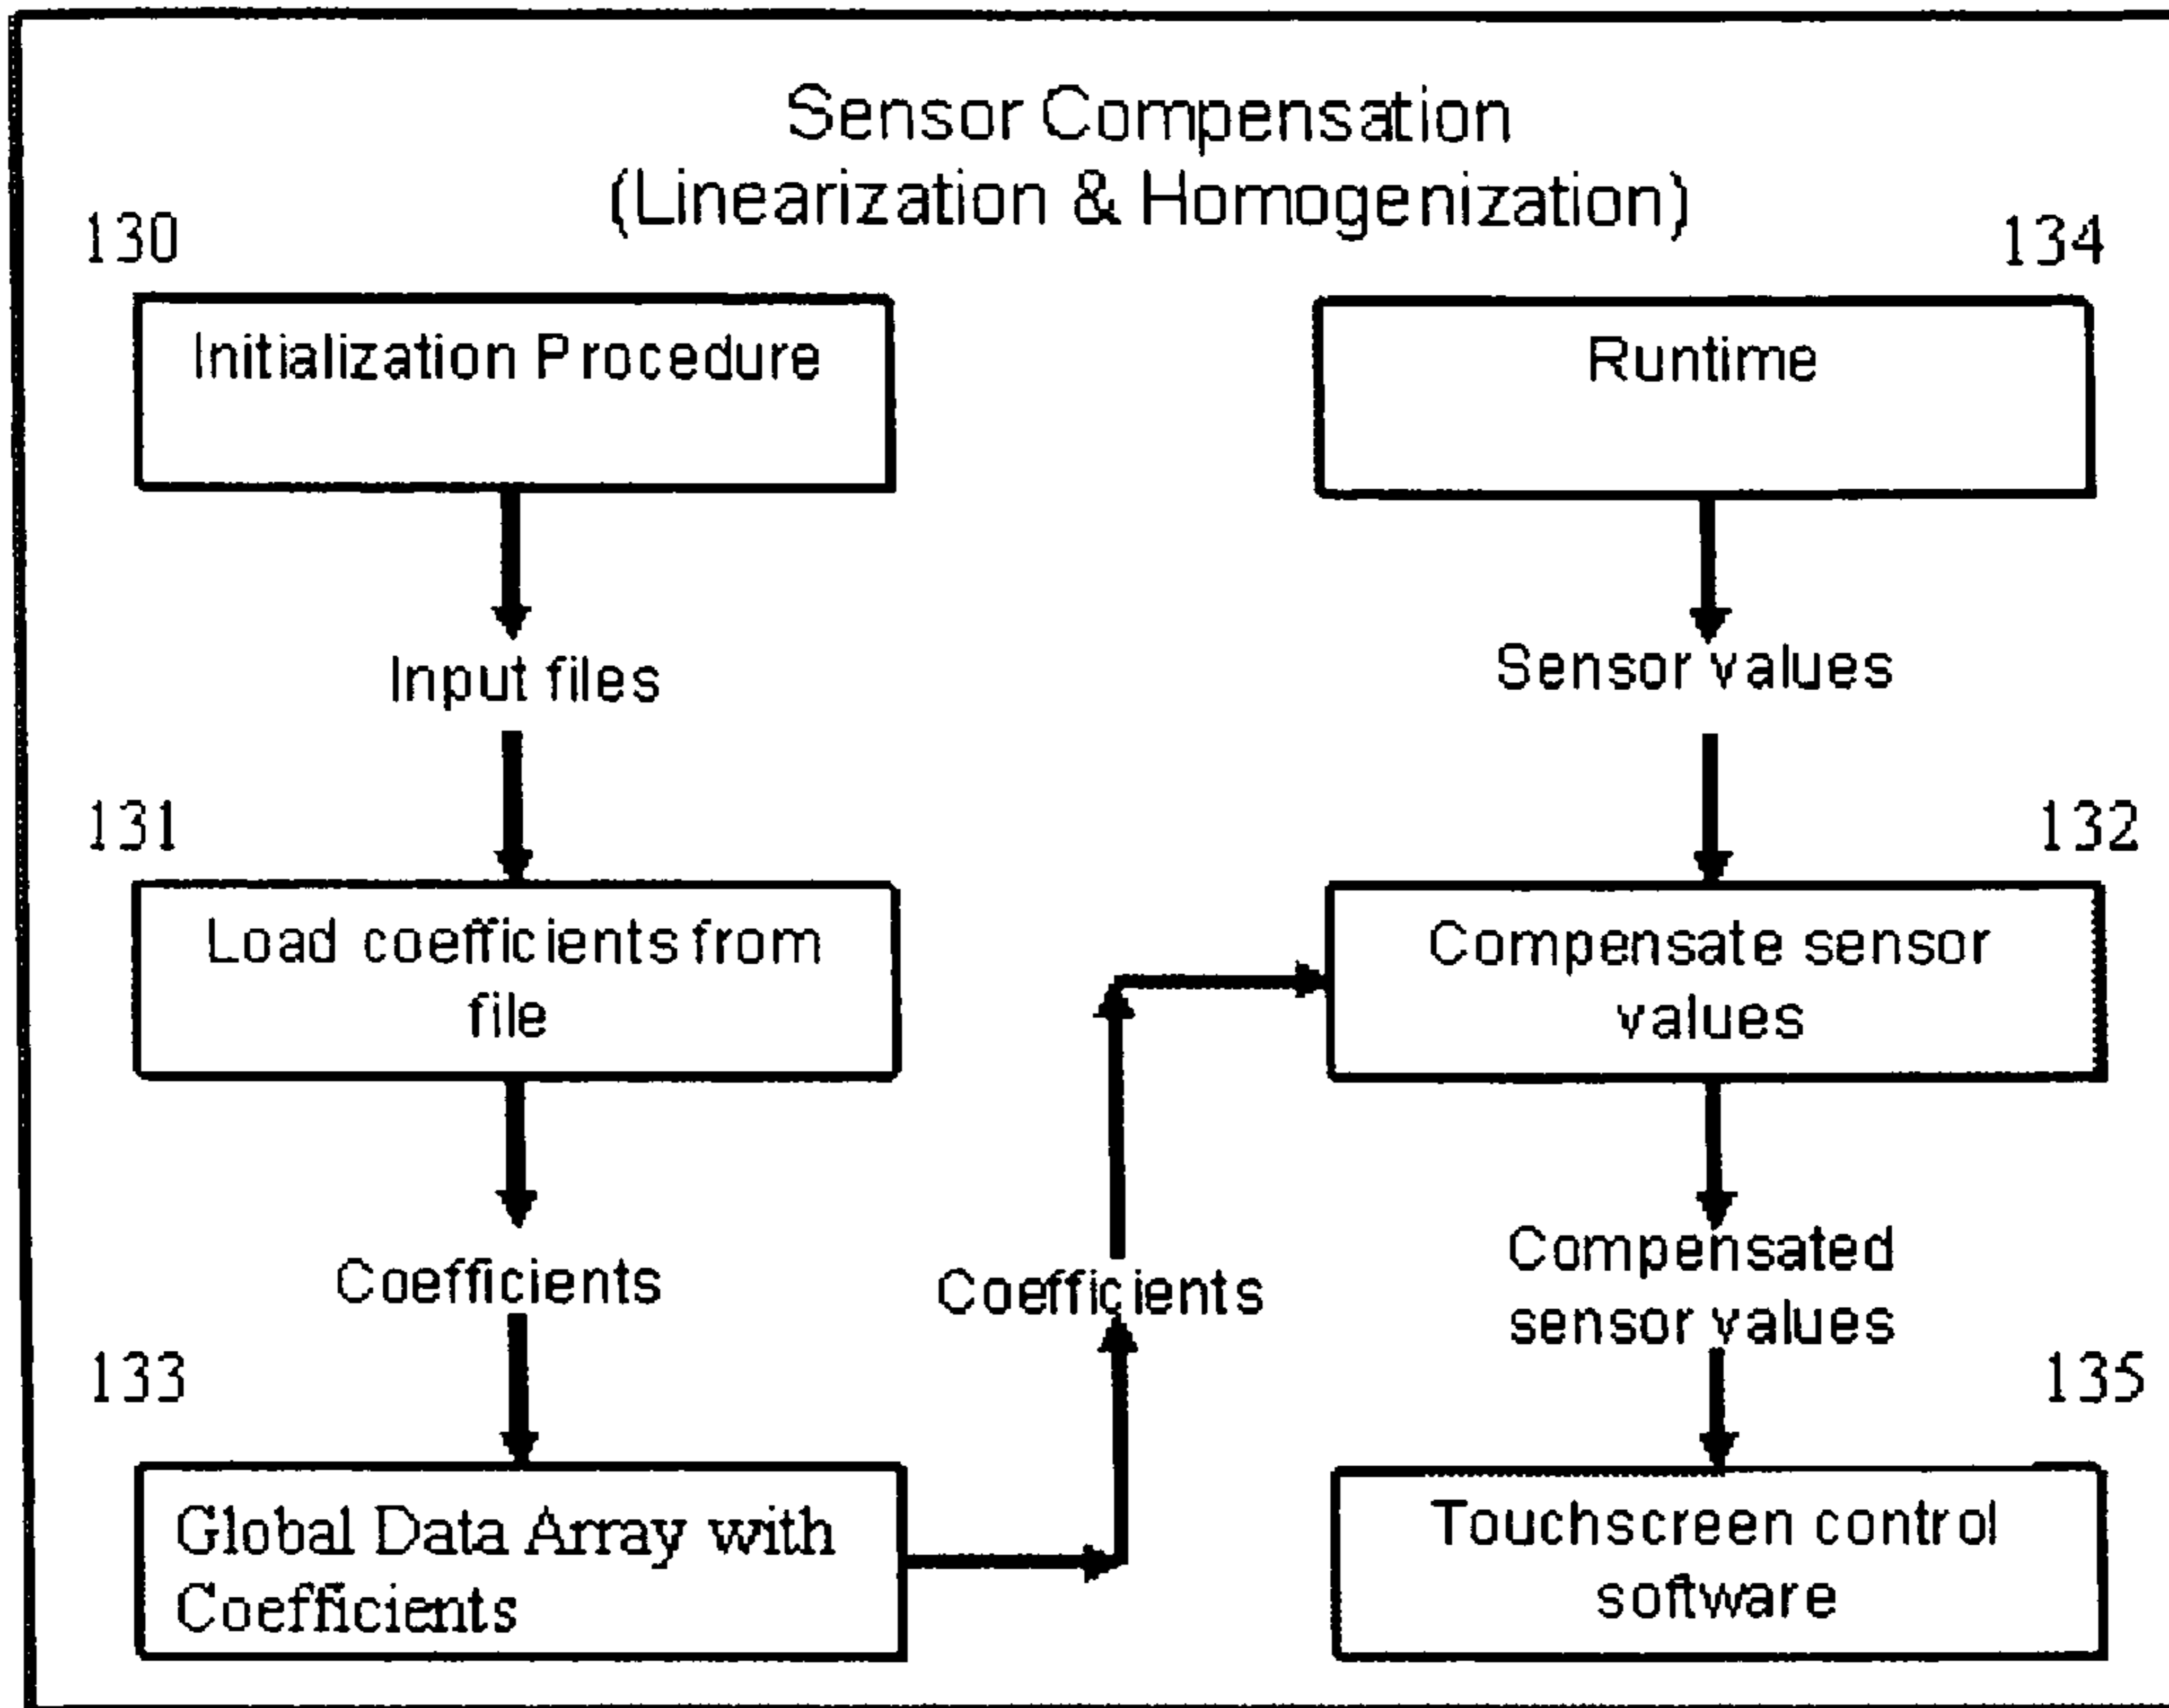 Sensor Compensation
(Linearization & Homogenization)
130
134
Initialization Procedure
Runtime
Input files
Sensor values
131
132
Load coefficients from
file
Compensate sensor
values
Coefficients
Coefficients
Compensated
sensor values
133
135
Global Data Array with
Coefficients
Touchscreen control
software